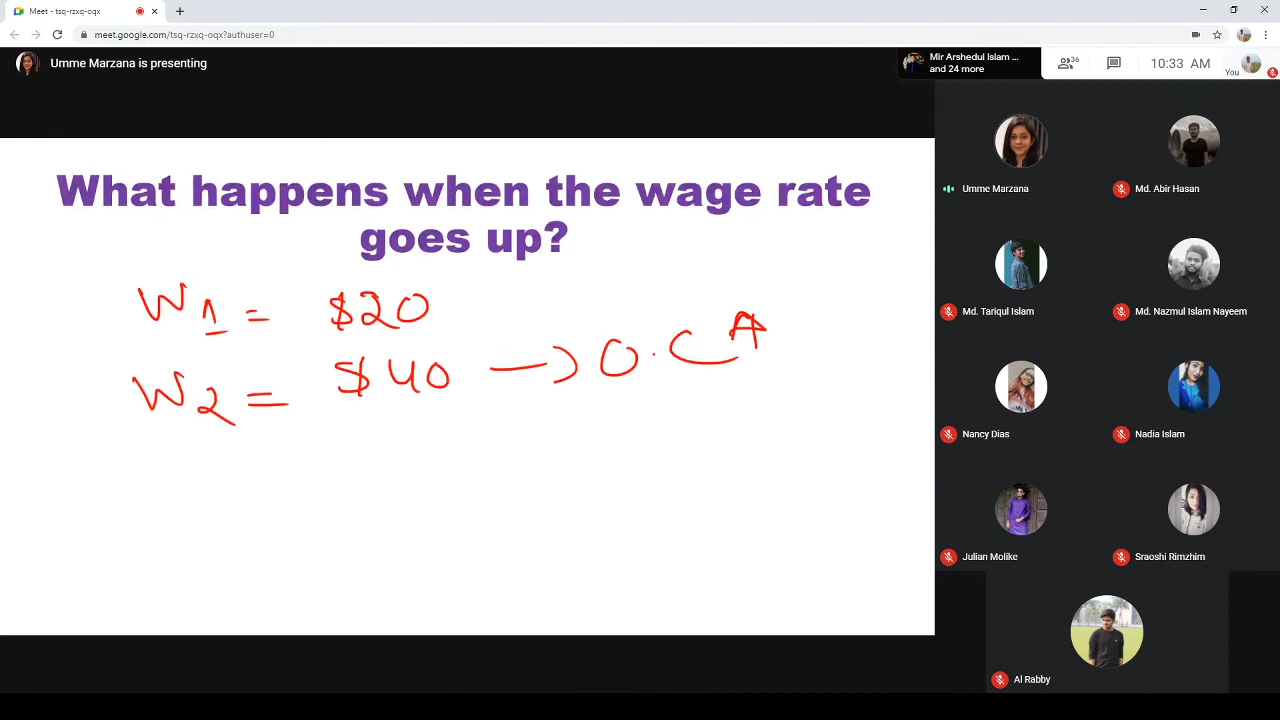 Meet - tsq-rzxq-oqx
meet.google.com/tsq-rzxq-oqx?authuser=0
Umme Marzana is presenting
Mir Arshedul Islam ...
and 24 more
36
10:33 AM
You
What happens when the wage rate
goes up?
W1 = $20
W2 = $40 → O.C ↑
Umme Marzana
Md. Abir Hasan
Md. Tariqul Islam
Md. Nazmul Islam Nayeem
Nancy Dias
Nadia Islam
Julian Molike
Sraoshi Rimzhim
Al Rabby